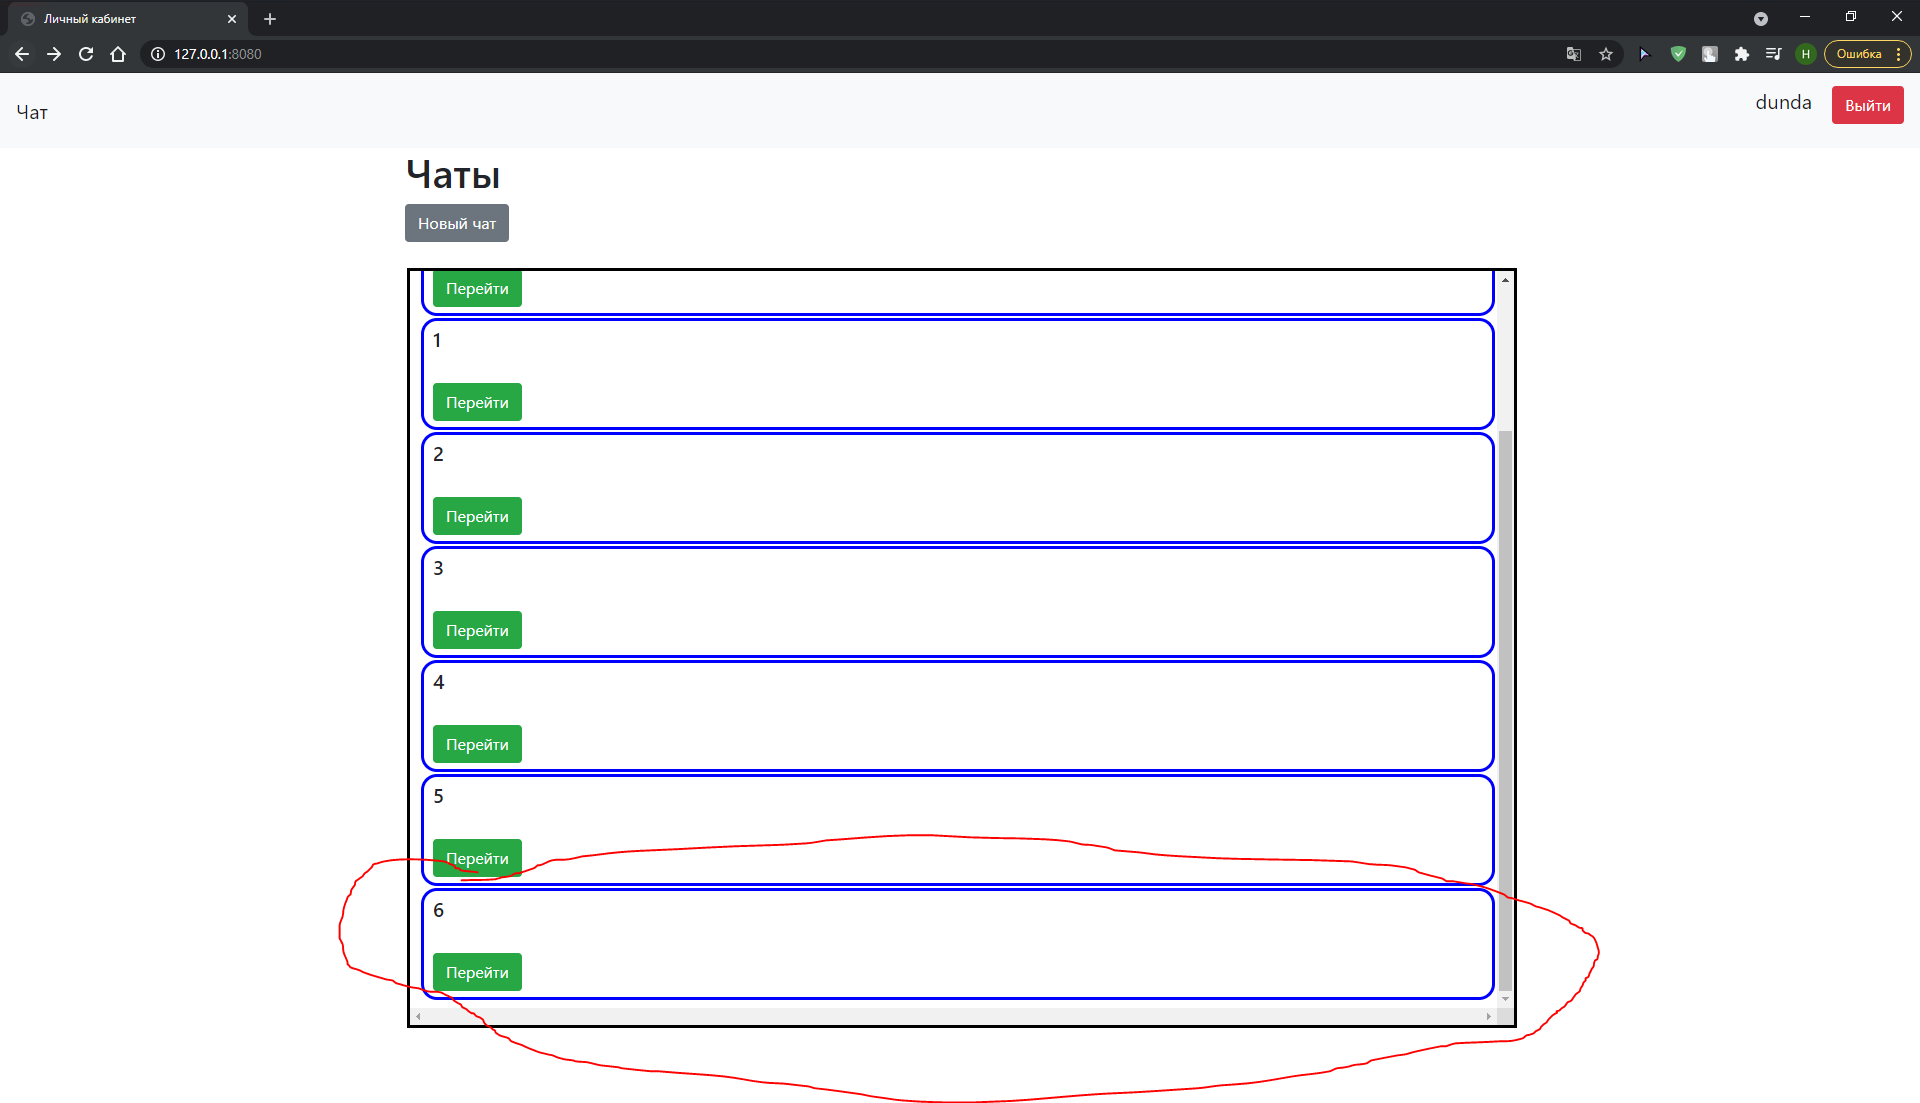 Личный кабинет
127.0.0.1:8080
Н
Ошибка
Чат
dunda
Выйти
Чаты
Новый чат
Перейти
1
Перейти
2
Перейти
3
Перейти
4
Перейти
5
Перейти
6
Перейти